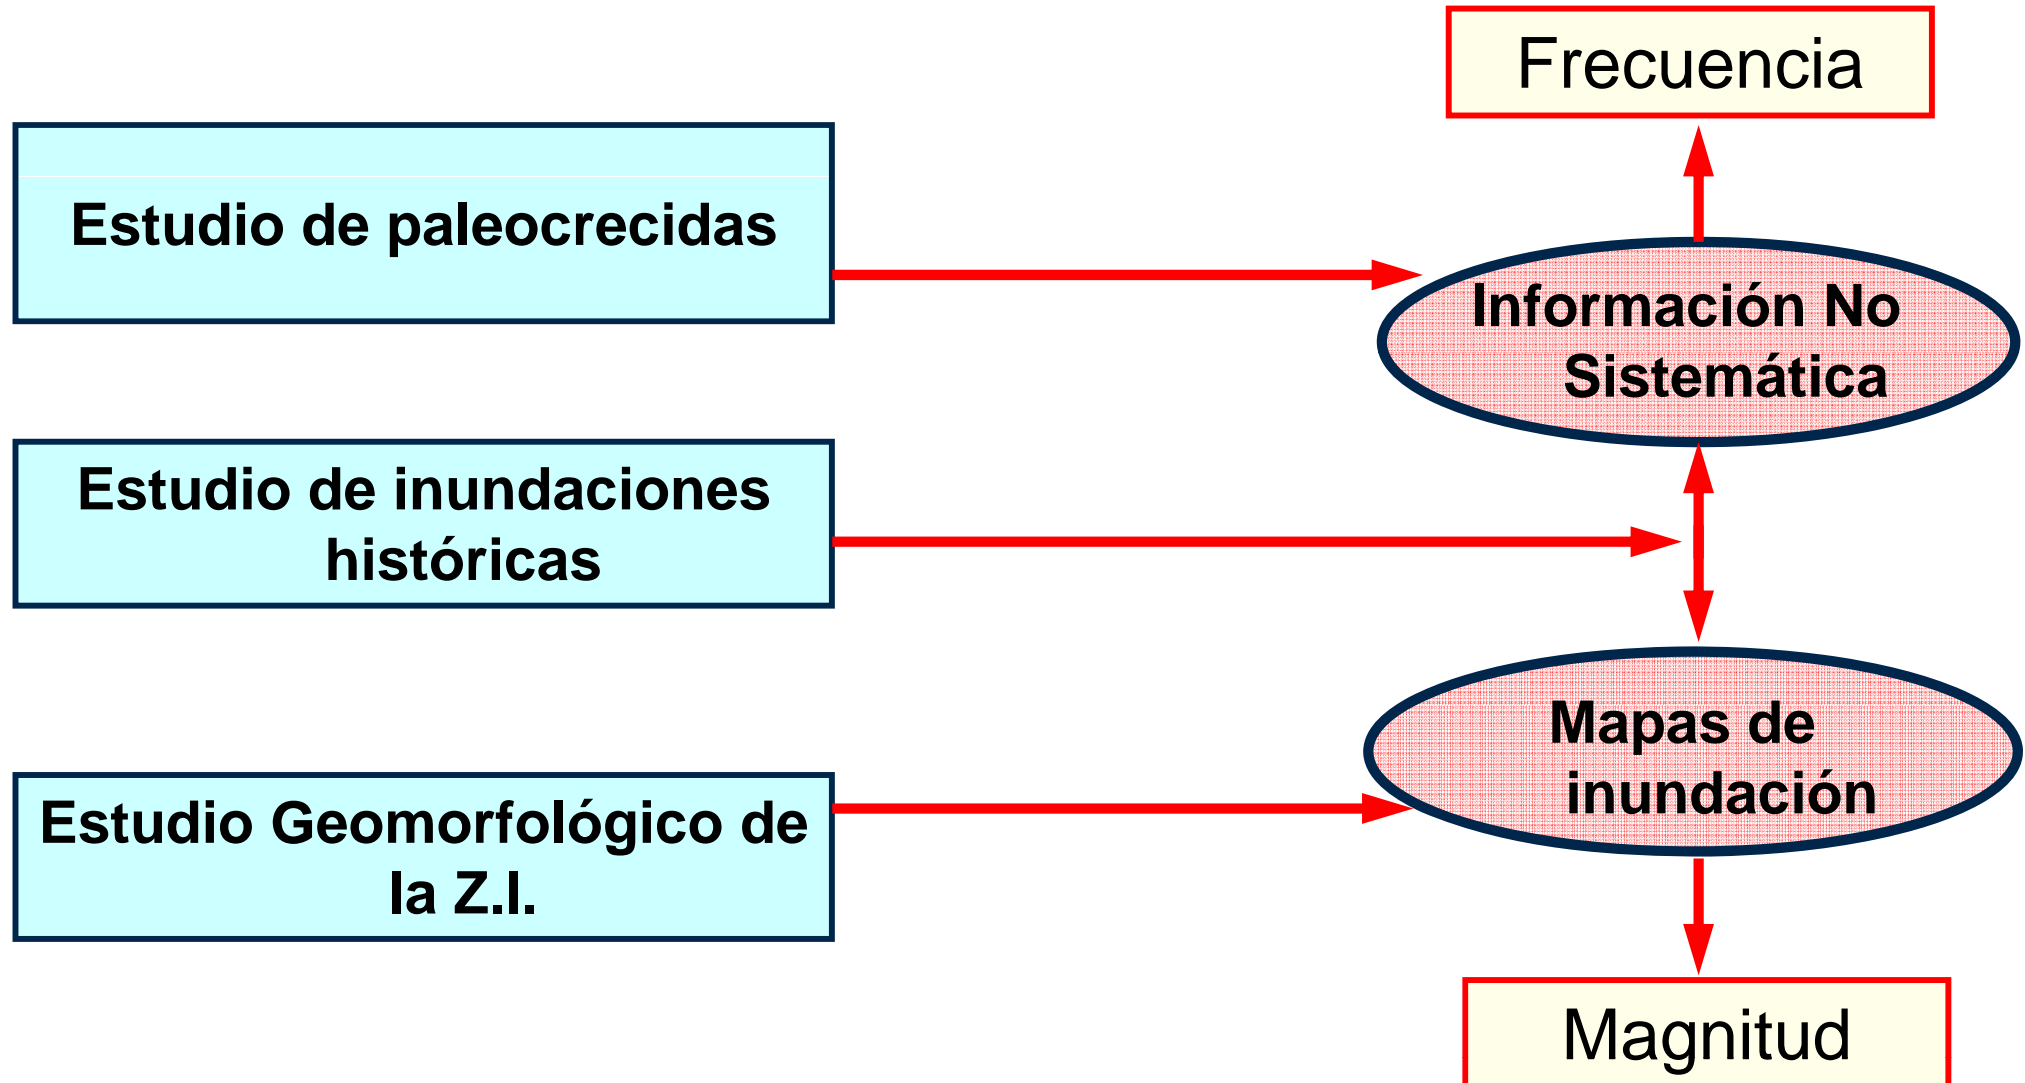 Frecuencia
Estudio de paleocrecidas
Información No
Sistemática
Estudio de inundaciones
históricas
Mapas de
inundación
Estudio Geomorfológico de
la Z.I.
Magnitud